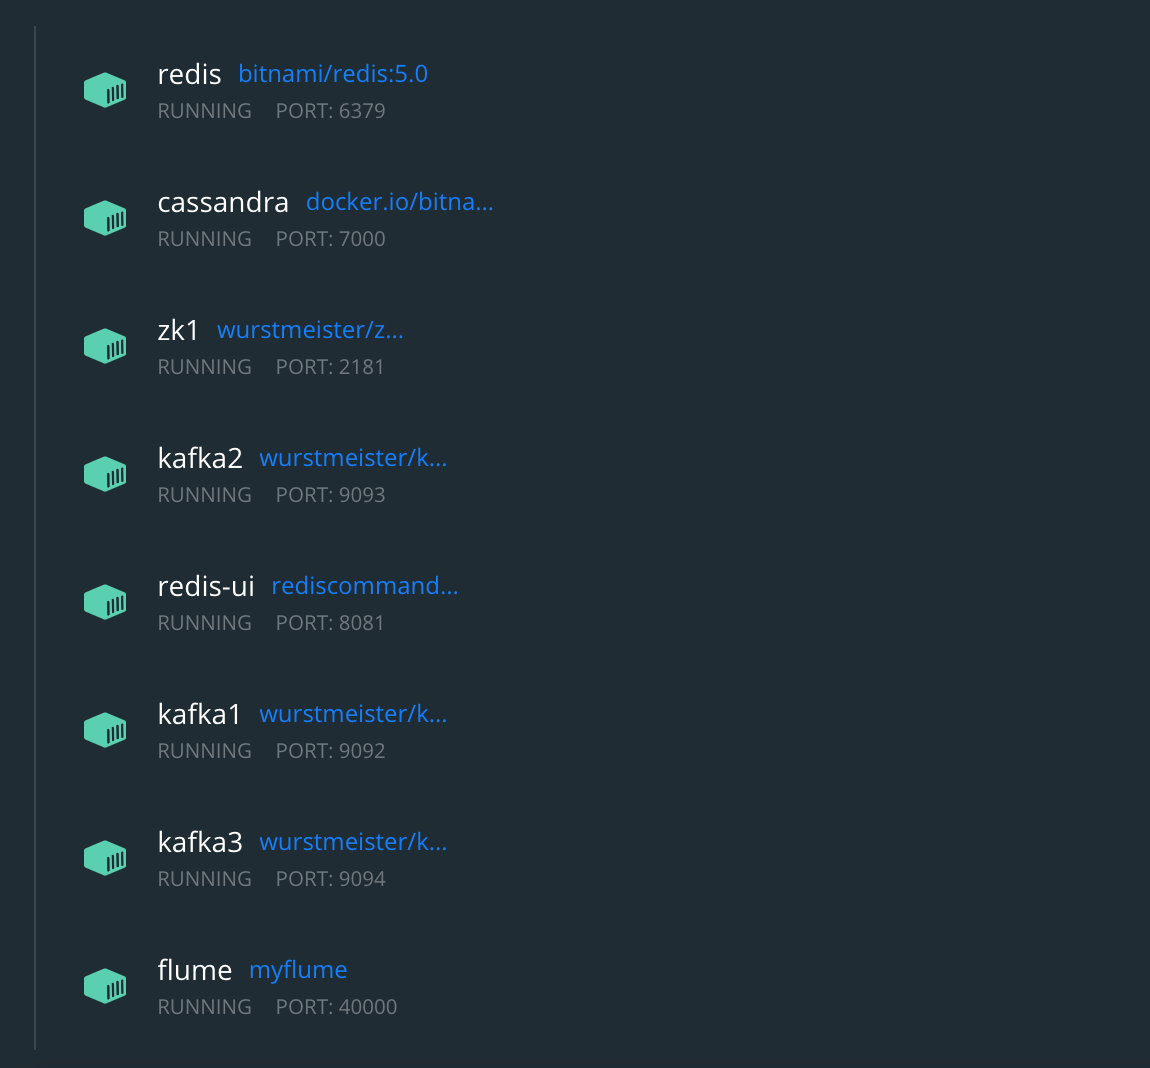 redis bitnami/redis:5.0
RUNNING PORT: 6379
cassandra docker.io/bitna...
RUNNING PORT: 7000
zk1 wurstmeister/z...
RUNNING PORT: 2181
kafka2 wurstmeister/k...
RUNNING PORT: 9093
redis-ui rediscommand...
RUNNING PORT: 8081
kafka1 wurstmeister/k...
RUNNING PORT: 9092
kafka3 wurstmeister/k...
RUNNING PORT: 9094
flume myflume
RUNNING PORT: 40000